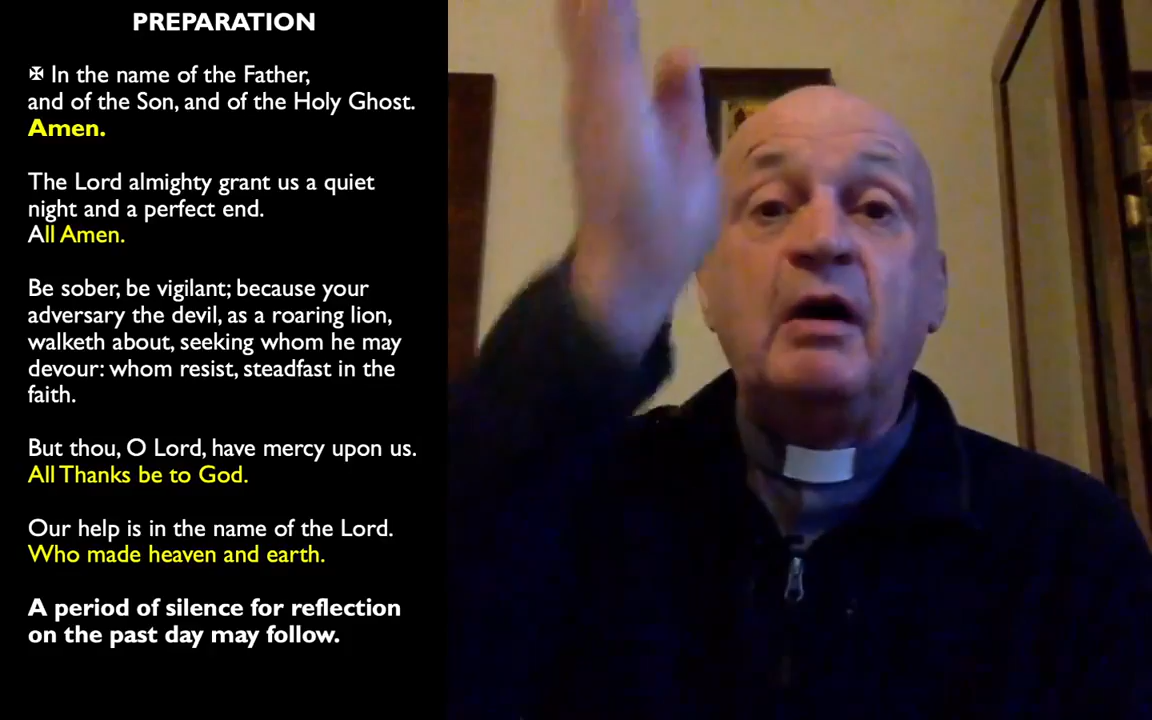 PREPARATION
✠ In the name of the Father,
and of the Son, and of the Holy Ghost.
Amen.
The Lord almighty grant us a quiet
night and a perfect end.
All Amen.
Be sober, be vigilant; because your
adversary the devil, as a roaring lion,
walketh about, seeking whom he may
devour: whom resist, steadfast in the
faith.
But thou, O Lord, have mercy upon us.
All Thanks be to God.
Our help is in the name of the Lord.
Who made heaven and earth.
A period of silence for reflection
on the past day may follow.